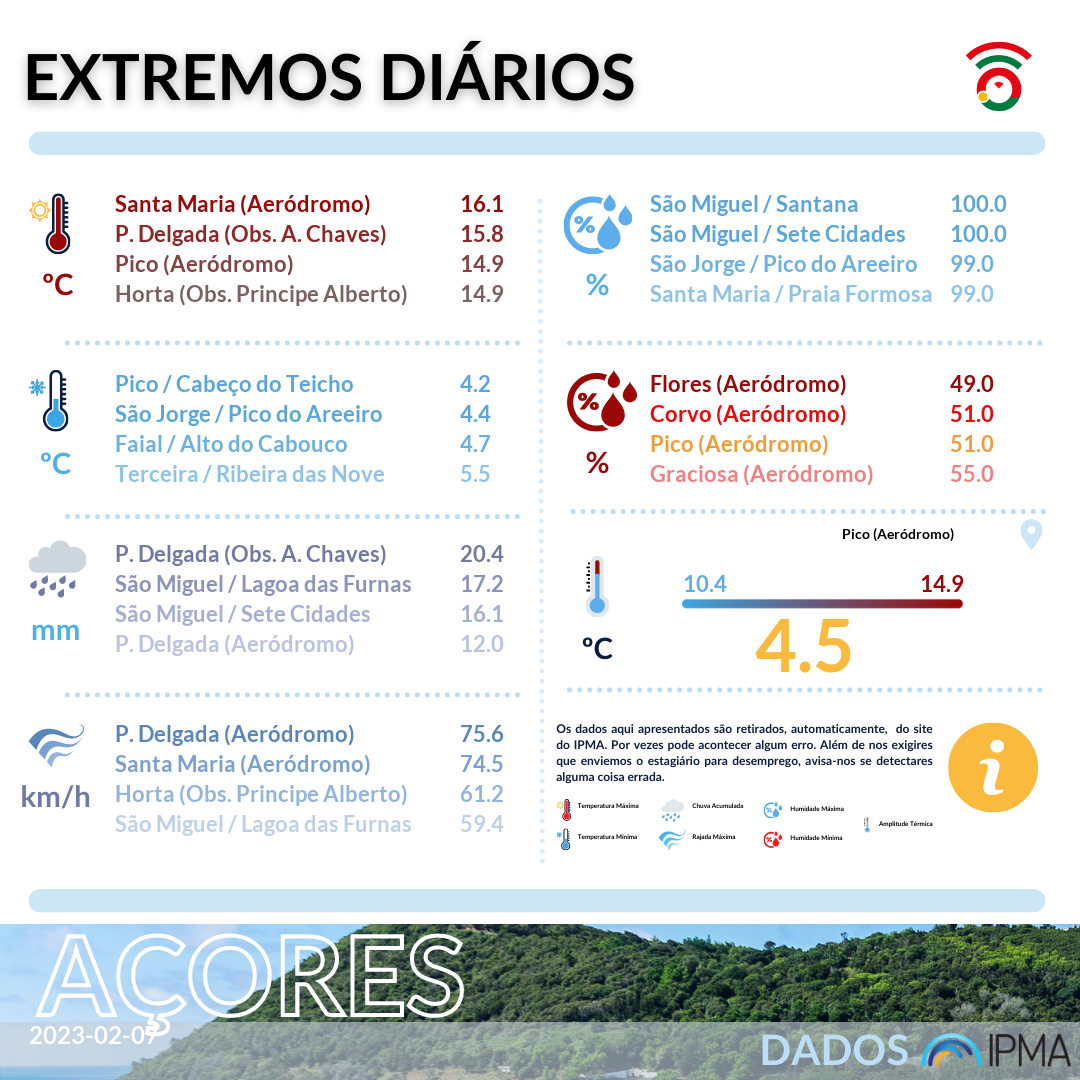 EXTREMOS DIÁRIOS
Santa Maria (Aeródromo) 16.1
P. Delgada (Obs. A. Chaves) 15.8
Pico (Aeródromo) 14.9
Horta (Obs. Principe Alberto) 14.9
ºC
Pico / Cabeço do Teicho 4.2
São Jorge / Pico do Areeiro 4.4
Faial / Alto do Cabouco 4.7
Terceira / Ribeira das Nove 5.5
ºC
P. Delgada (Obs. A. Chaves) 20.4
São Miguel / Lagoa das Furnas 17.2
São Miguel / Sete Cidades 16.1
P. Delgada (Aeródromo) 12.0
mm
P. Delgada (Aeródromo) 75.6
Santa Maria (Aeródromo) 74.5
Horta (Obs. Principe Alberto) 61.2
São Miguel / Lagoa das Furnas 59.4
km/h
São Miguel / Santana 100.0
São Miguel / Sete Cidades 100.0
São Jorge / Pico do Areeiro 99.0
Santa Maria / Praia Formosa 99.0
%
%
Flores (Aeródromo) 49.0
Corvo (Aeródromo) 51.0
Pico (Aeródromo) 51.0
Graciosa (Aeródromo) 55.0
%
%
Pico (Aeródromo)
10.4 14.9
4.5
ºC
Os dados aqui apresentados são retirados, automaticamente, do site
do IPMA. Por vezes pode acontecer algum erro. Além de nos exigires
que enviemos o estagiário para desemprego, avisa-nos se detectares
alguma coisa errada.
i
Temperatura Máxima
Chuva Acumulada
Humidade Máxima
Amplitude Térmica
Temperatura Mínima
Rajada Máxima
Humidade Mínima
AÇORES
2023-02-07
DADOS IPMA